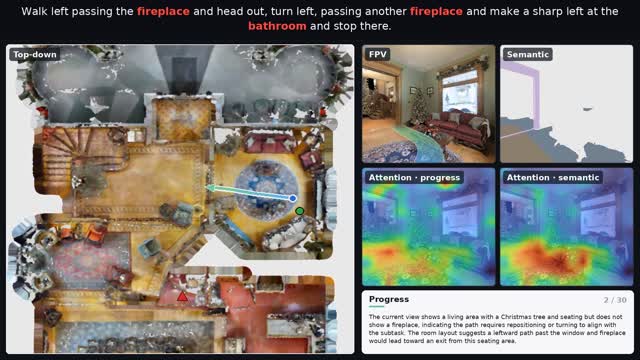 Walk left passing the fireplace and head out, turn left, passing another fireplace and make a sharp left at the
bathroom and stop there.
Top-down
FPV
Semantic
Attention · progress
Attention · semantic
Progress
2 / 30
The current view shows a living area with a Christmas tree and seating but does not
show a fireplace, indicating the path requires repositioning or turning to align with
the subtask. The room layout suggests a leftward path past the window and fireplace
would lead toward an exit from this seating area.